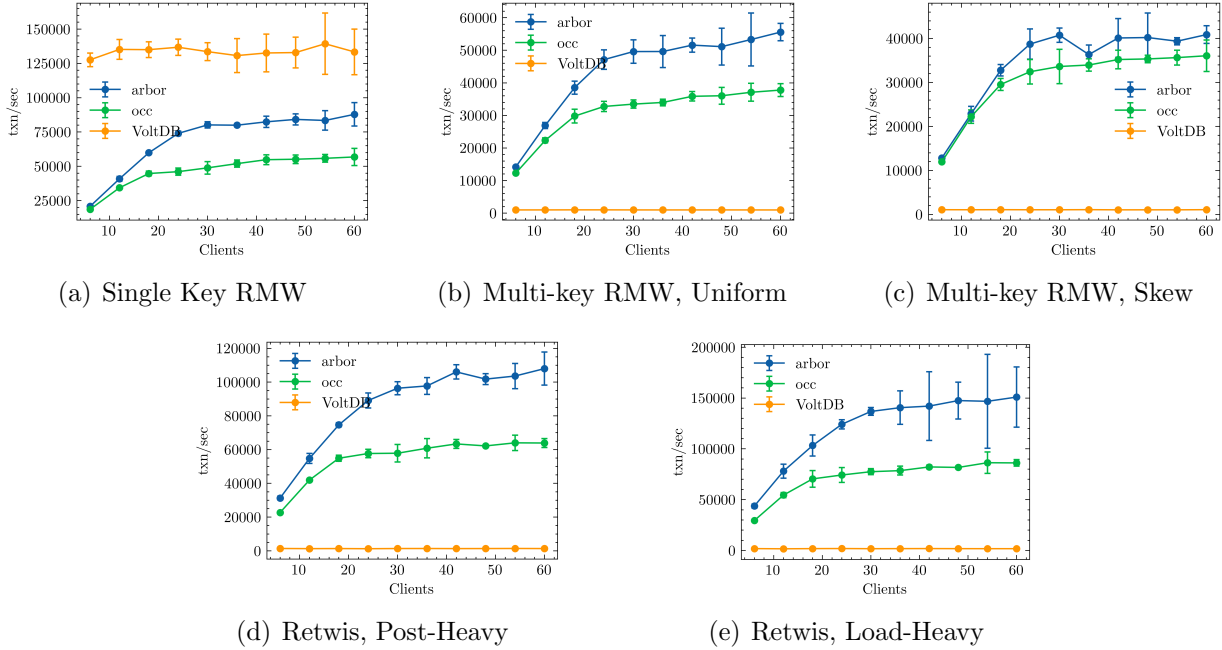 150000
125000
100000
75000
50000
25000
txn/sec
arbor
occ
VoltDB
10 20 30 40 50 60
Clients
(a) Single Key RMW
60000
50000
40000
30000
20000
10000
0
txn/sec
arbor
occ
VoltDB
10 20 30 40 50 60
Clients
(b) Multi-key RMW, Uniform
40000
30000
20000
10000
0
txn/sec
arbor
occ
VoltDB
10 20 30 40 50 60
Clients
(c) Multi-key RMW, Skew
120000
100000
80000
60000
40000
20000
0
txn/sec
arbor
occ
VoltDB
10 20 30 40 50 60
Clients
(d) Retwis, Post-Heavy
200000
150000
100000
50000
0
txn/sec
arbor
occ
VoltDB
10 20 30 40 50 60
Clients
(e) Retwis, Load-Heavy